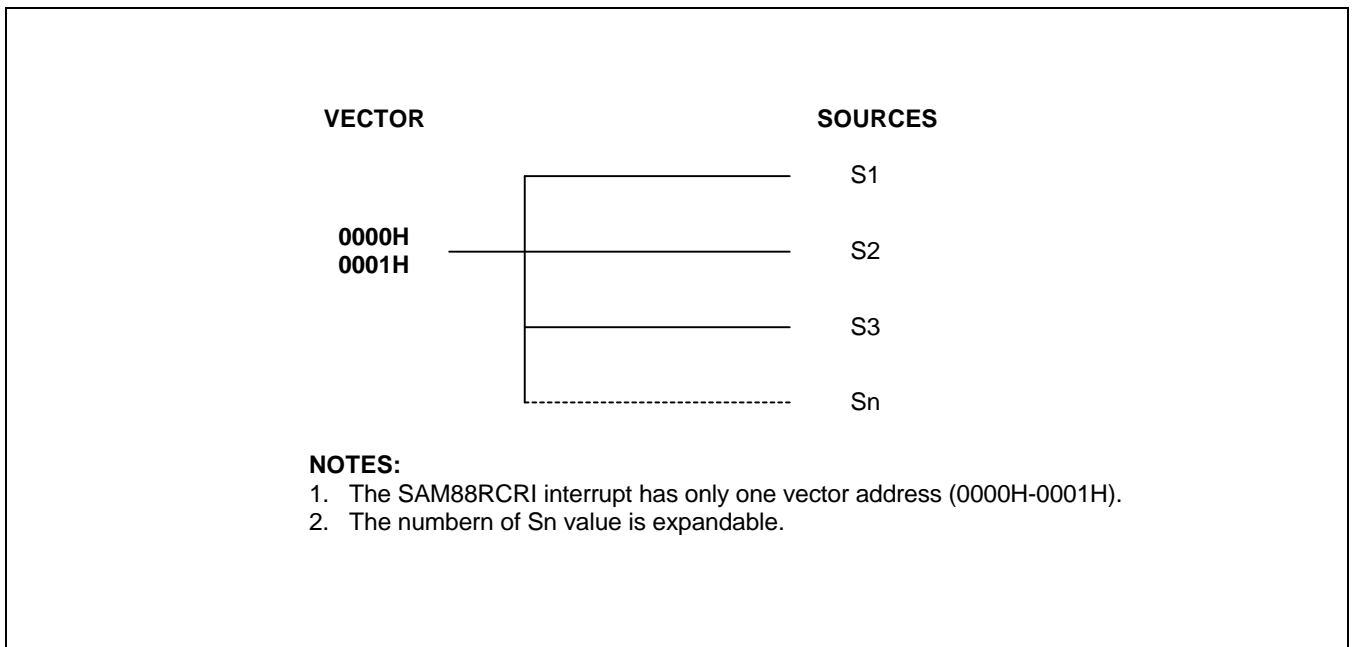 VECTOR SOURCES
S1
0000H
0001H
S2
S3
Sn
NOTES:
1. The SAM88RCRI interrupt has only one vector address (0000H-0001H).
2. The numbern of Sn value is expandable.